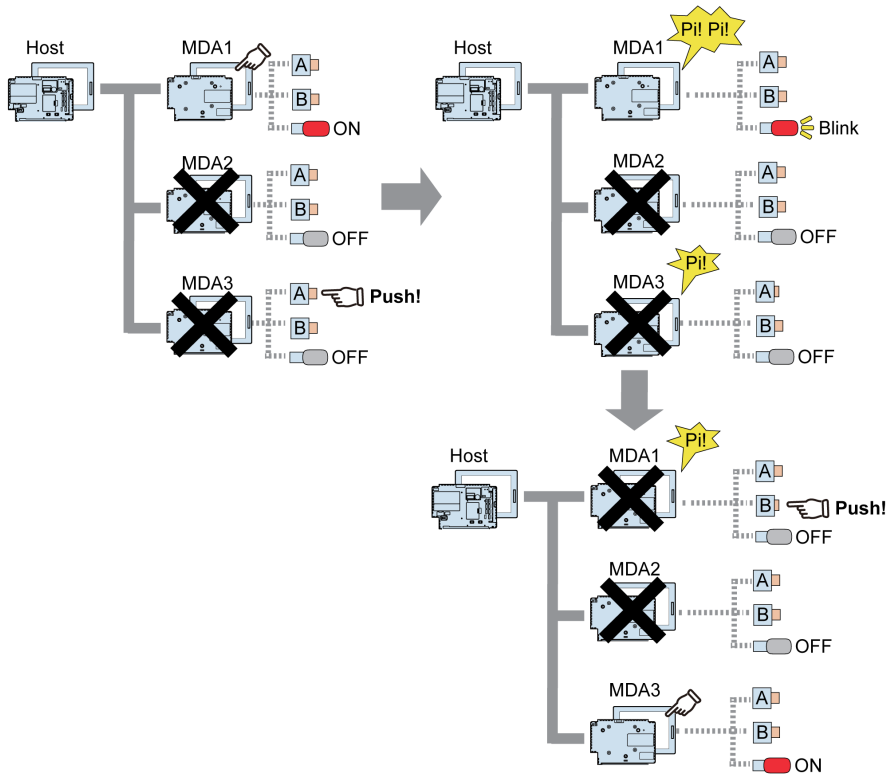 Host
MDA1
A
B
ON
MDA2
A
B
OFF
MDA3
A
Push!
B
OFF
Host
MDA1
Pi! Pi!
A
B
Blink
MDA2
A
B
OFF
MDA3
Pi!
A
B
OFF
Host
MDA1
Pi!
A
B
Push!
OFF
MDA2
A
B
OFF
MDA3
A
B
ON